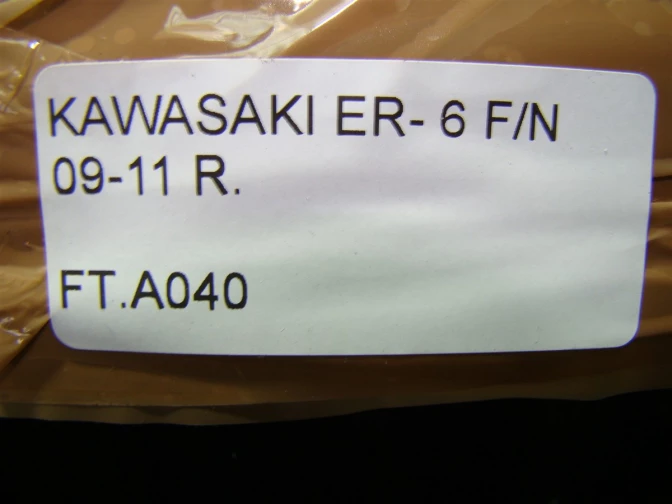 KAWASAKI ER- 6 F/N
09-11 R.
FT.A040